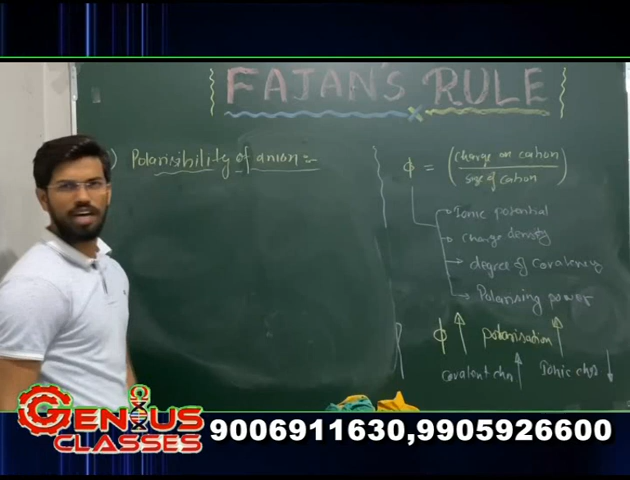 FAJAN'S RULE
) Polarisibility of anion :-
ϕ = (charge on cation / size of cation)
Ionic potential
charge density
degree of covalency
Polarising power
ϕ ↑ polarisation ↑
covalent chr ↑ Ionic chr ↓
GENIUS
CLASSES
9006911630,9905926600